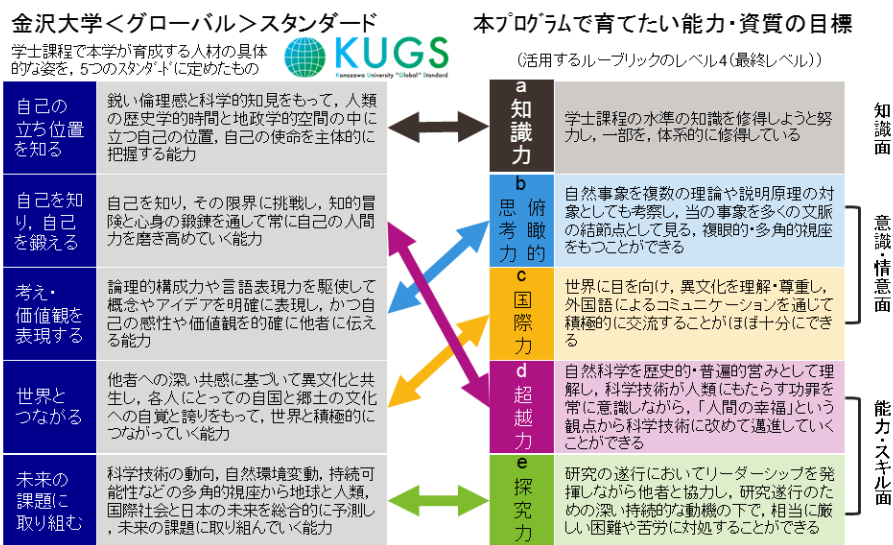 金沢大学<グローバル>スタンダード
学士課程で本学が育成する人材の具体
的な姿を, 5つのスタンダードに定めたもの
KUGS
Kanazawa University "Global" Standard
本プログラムで育てたい能力・資質の目標
(活用するルーブリックのレベル4(最終レベル))
自己の
立ち位置
を知る
鋭い倫理感と科学的知見をもって, 人類
の歴史学的時間と地政学的空間の中に
立つ自己の位置, 自己の使命を主体的に
把握する能力
a
知識力
学士課程の水準の知識を修得しようと努
力し, 一部を, 体系的に修得している
知識面
自己を知
り, 自己を
鍛える
自己を知り, その限界に挑戦し, 知的冒
険と心身の鍛錬を通して常に自己の人間
力を磨き高めていく能力
b
俯瞰的
思考力
自然事象を複数の理論や説明原理の対
象としても考察し, 当の事象を多くの文脈
の結節点として見る, 複眼的・多角的視座
をもつことができる
意識・情意面
考え・
価値観を
表現する
論理的構成力や言語表現力を駆使して
概念やアイデアを明確に表現し, かつ自
己の感性や価値観を的確に他者に伝え
る能力
c
国際力
世界に目を向け, 異文化を理解・尊重し,
外国語によるコミュニケーションを通じて
積極的に交流することがほぼ十分にでき
る
世界と
つながる
他者への深い共感に基づいて異文化と共
生し, 各人にとっての自国と郷土の文化
への自覚と誇りをもって, 世界と積極的に
つながっていく能力
d
超越力
自然科学を歴史的・普遍的営みとして理
解し, 科学技術が人類にもたらす功罪を
常に意識しながら, 「人間の幸福」という
観点から科学技術に改めて邁進していく
ことができる
能力・スキル面
未来の
課題に
取り組む
科学技術の動向, 自然環境変動, 持続可
能性などの多角的視座から地球と人類,
国際社会と日本の未来を総合的に予測し
, 未来の課題に取り組んでいく能力
e
探究力
研究の遂行においてリーダーシップを発
揮しながら他者と協力し, 研究遂行のた
めの深い持続的な動機の下で, 相当に厳
しい困難や苦労に対処することができる